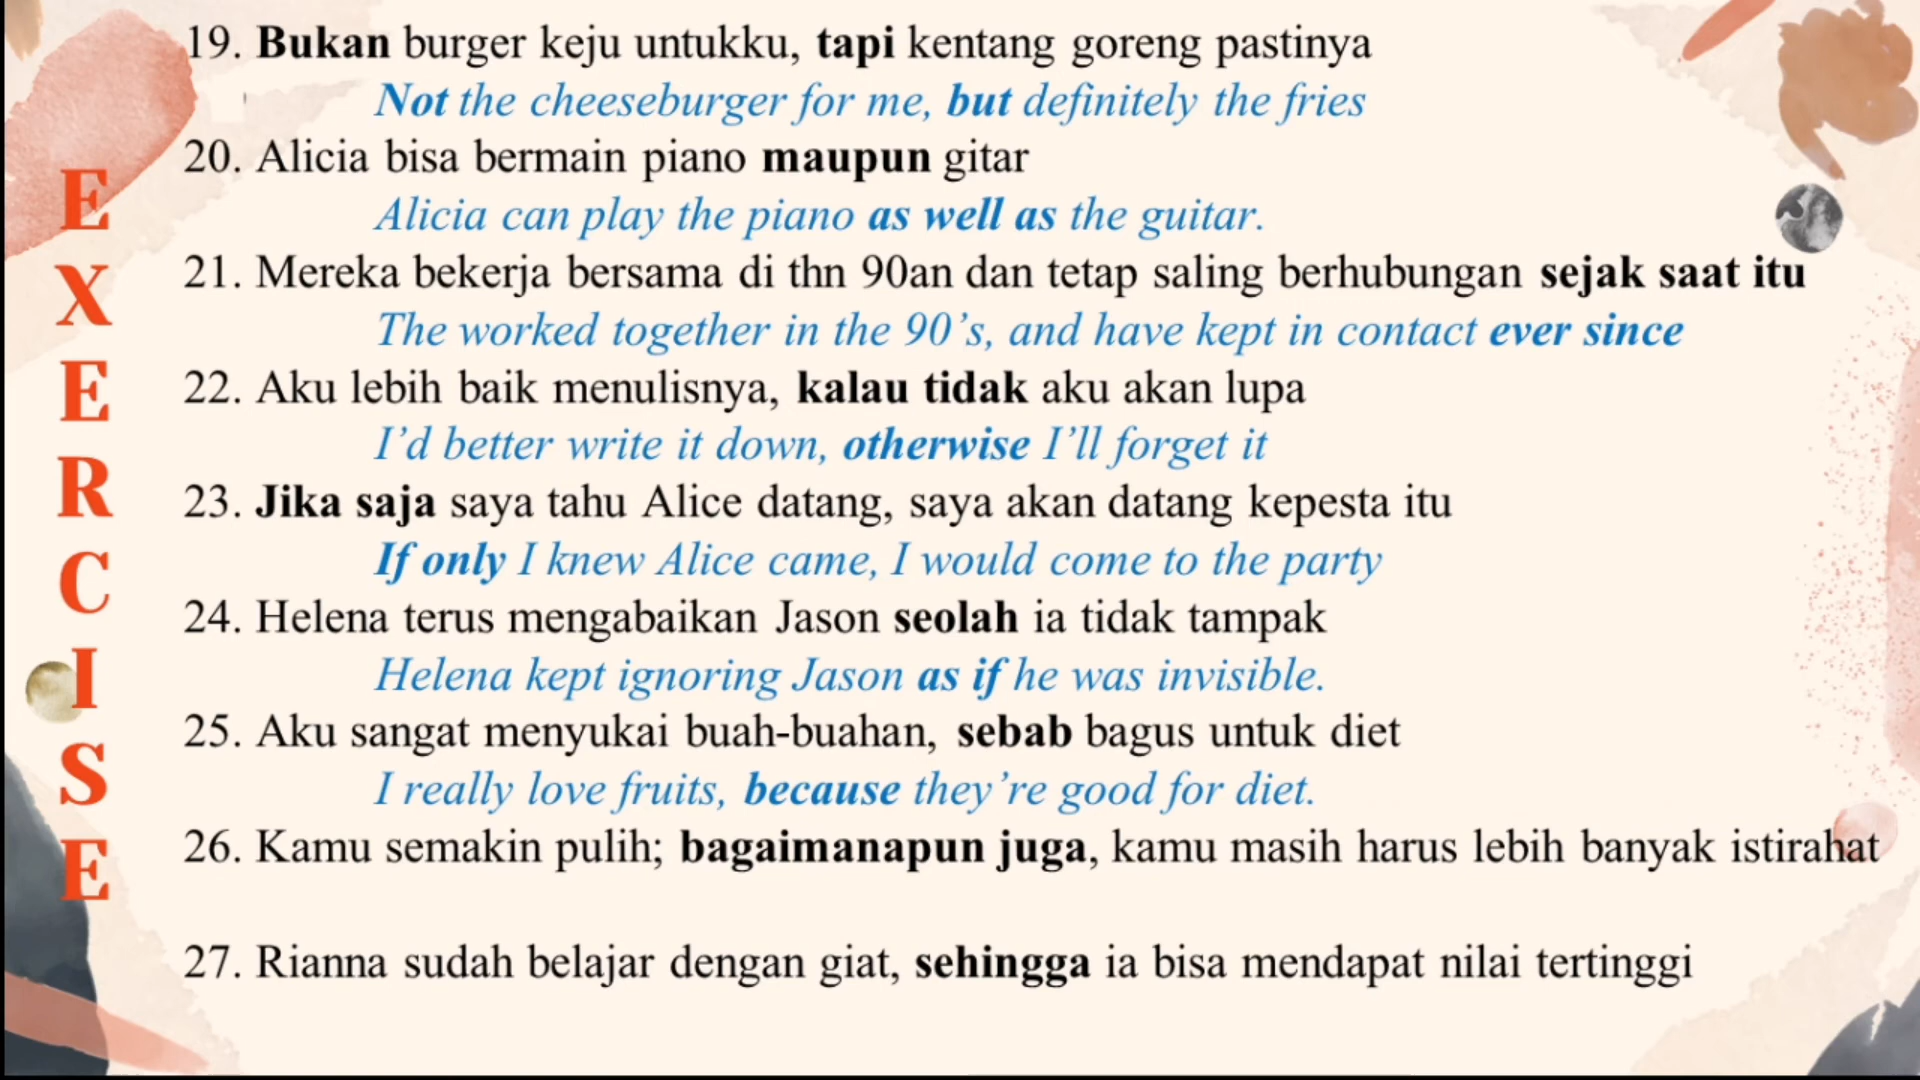 EXERCISE
19. Bukan burger keju untukku, tapi kentang goreng pastinya
Not the cheeseburger for me, but definitely the fries
20. Alicia bisa bermain piano maupun gitar
Alicia can play the piano as well as the guitar.
21. Mereka bekerja bersama di thn 90an dan tetap saling berhubungan sejak saat itu
The worked together in the 90's, and have kept in contact ever since
22. Aku lebih baik menulisnya, kalau tidak aku akan lupa
I'd better write it down, otherwise I'll forget it
23. Jika saja saya tahu Alice datang, saya akan datang kepesta itu
If only I knew Alice came, I would come to the party
24. Helena terus mengabaikan Jason seolah ia tidak tampak
Helena kept ignoring Jason as if he was invisible.
25. Aku sangat menyukai buah-buahan, sebab bagus untuk diet
I really love fruits, because they're good for diet.
26. Kamu semakin pulih; bagaimanapun juga, kamu masih harus lebih banyak istirahat
27. Rianna sudah belajar dengan giat, sehingga ia bisa mendapat nilai tertinggi